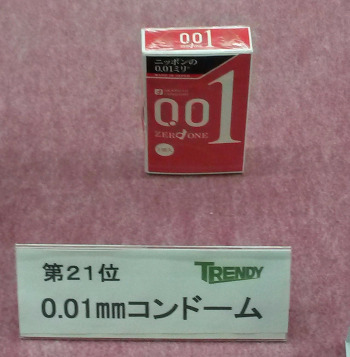 001
ニッポンの
0.01ミリ
001
ZERO ONE
第21位
TRENDY
0.01mmコンドーム